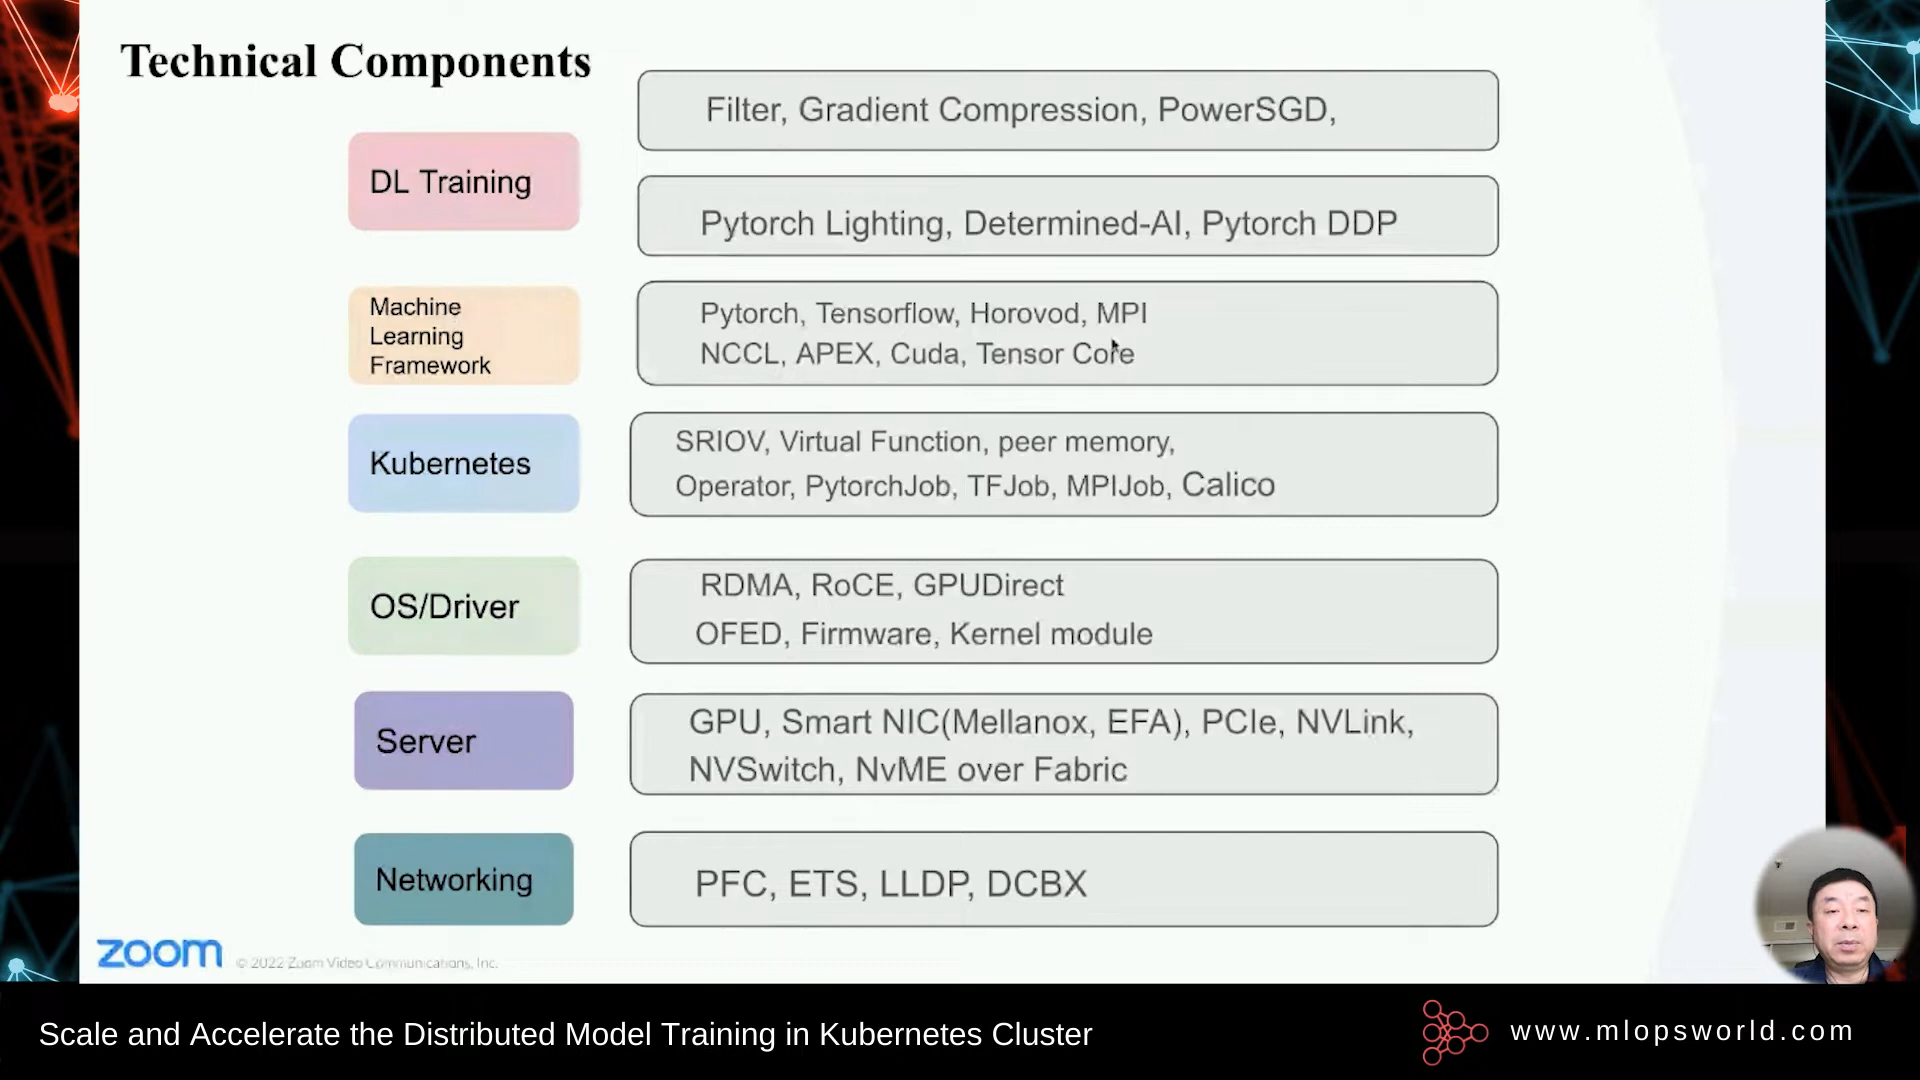 Technical Components
Filter, Gradient Compression, PowerSGD,
DL Training
Pytorch Lighting, Determined-AI, Pytorch DDP
Machine
Learning
Framework
Pytorch, Tensorflow, Horovod, MPI
NCCL, APEX, Cuda, Tensor Core
Kubernetes
SRIOV, Virtual Function, peer memory,
Operator, PytorchJob, TFJob, MPIJob, Calico
OS/Driver
RDMA, RoCE, GPUDirect
OFED, Firmware, Kernel module
Server
GPU, Smart NIC(Mellanox, EFA), PCIe, NVLink,
NVSwitch, NvME over Fabric
Networking
PFC, ETS, LLDP, DCBX
zoom
© 2022 Zoom Video Communications, Inc.
Scale and Accelerate the Distributed Model Training in Kubernetes Cluster
www.mlopsworld.com